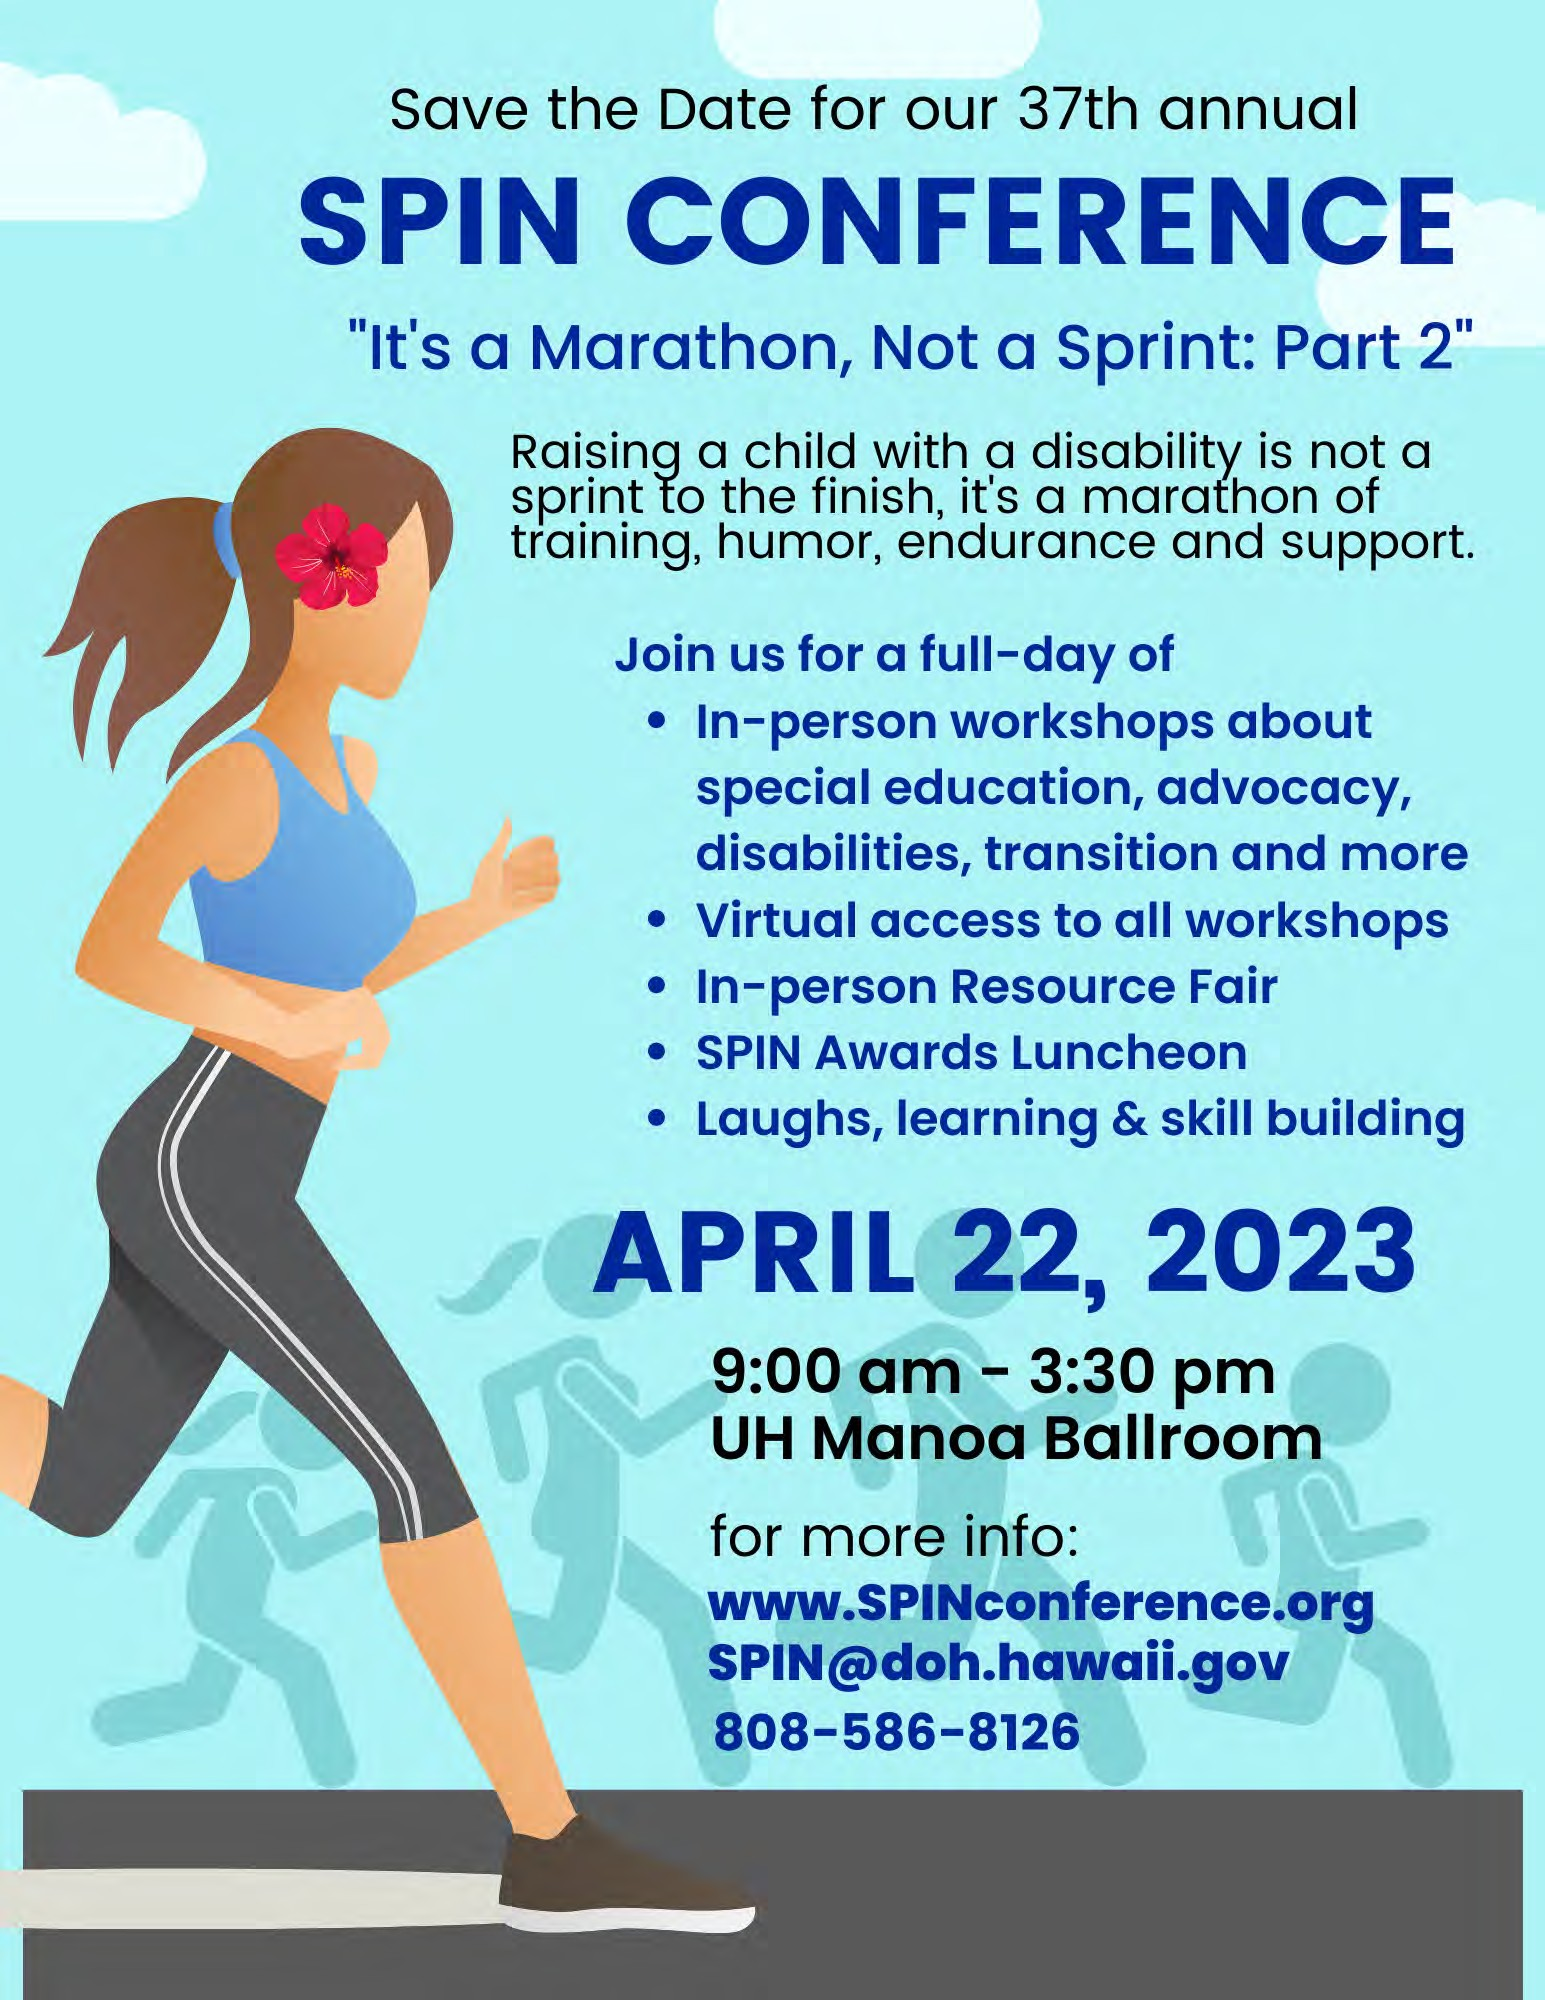 Save the Date for our 37th annual
SPIN CONFERENCE
"It's a Marathon, Not a Sprint: Part 2"
Raising a child with a disability is not a
sprint to the finish, it's a marathon of
training, humor, endurance and support.
Join us for a full-day of
• In-person workshops about
special education, advocacy,
disabilities, transition and more
• Virtual access to all workshops
• In-person Resource Fair
• SPIN Awards Luncheon
• Laughs, learning & skill building
APRIL 22, 2023
9:00 am - 3:30 pm
UH Manoa Ballroom
for more info:
www.SPINconference.org
SPIN@doh.hawaii.gov
808-586-8126